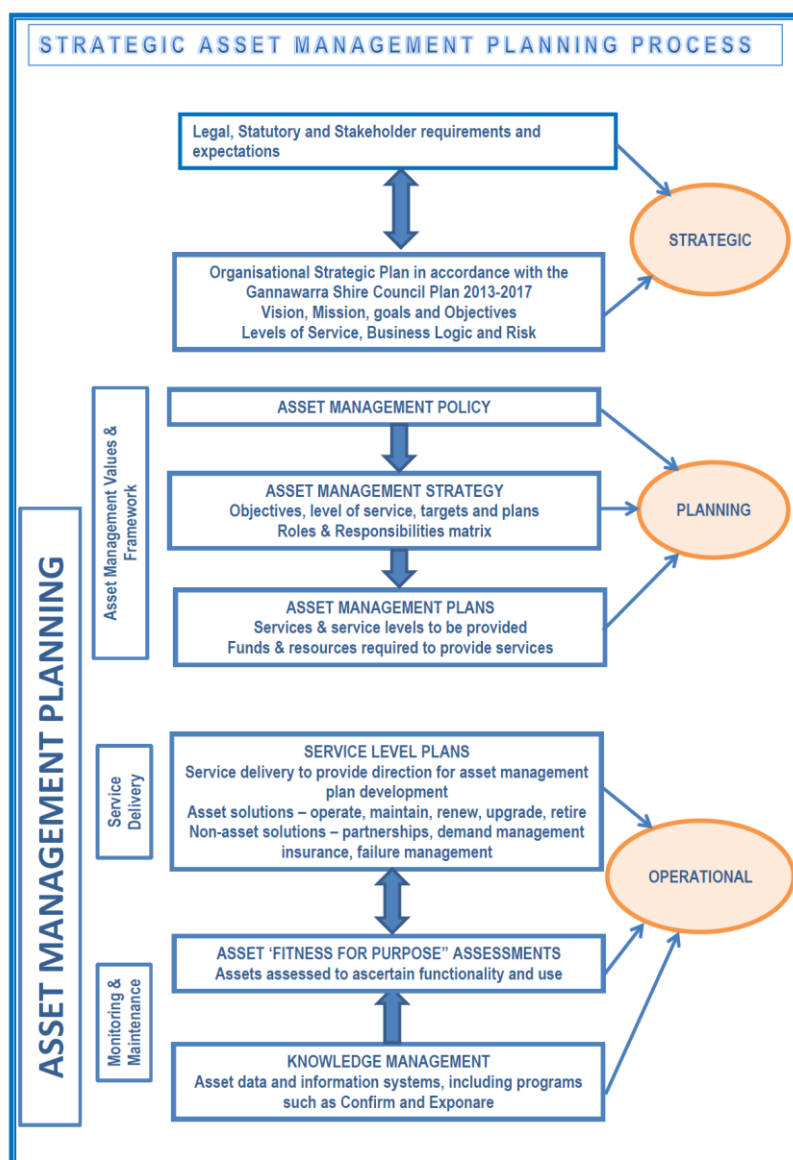 STRATEGIC ASSET MANAGEMENT PLANNING PROCESS
Legal, Statutory and Stakeholder requirements and
expectations
STRATEGIC
Organisational Strategic Plan in accordance with the
Gannawarra Shire Council Plan 2013-2017
Vision, Mission, goals and Objectives
Levels of Service, Business Logic and Risk
ASSET MANAGEMENT PLANNING
Asset Management Values &
Framework
ASSET MANAGEMENT POLICY
ASSET MANAGEMENT STRATEGY
Objectives, level of service, targets and plans
Roles & Responsibilities matrix
PLANNING
ASSET MANAGEMENT PLANS
Services & service levels to be provided
Funds & resources required to provide services
Service
Delivery
SERVICE LEVEL PLANS
Service delivery to provide direction for asset management
plan development
Asset solutions – operate, maintain, renew, upgrade, retire
Non-asset solutions – partnerships, demand management
insurance, failure management
OPERATIONAL
Monitoring &
Maintenance
ASSET ‘FITNESS FOR PURPOSE” ASSESSMENTS
Assets assessed to ascertain functionality and use
KNOWLEDGE MANAGEMENT
Asset data and information systems, including programs
such as Confirm and Exponare